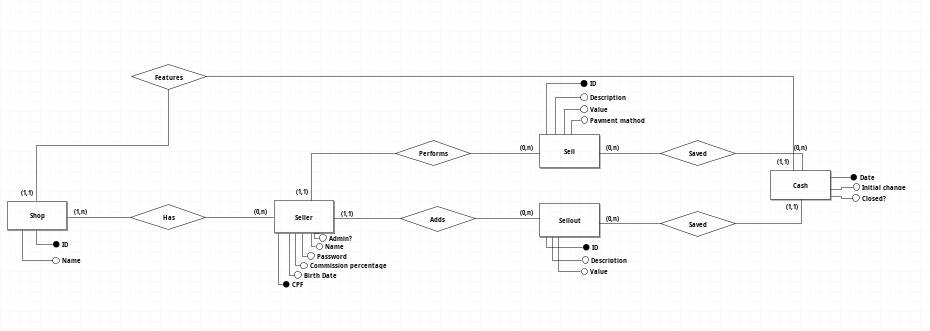 Features
ID
Description
Value
Payment mathod
(0,n)
Performs
(0,n)
Sell
(0,n)
Saved
(1,1)
Date
Cash
Initial change
Closed?
(1,1)
(1,1)
(1,1)
Shop
(1,n)
Has
(0,n)
Seller
(1,1)
Adds
(0,n)
Sellout
(0,n)
Saved
Admin?
Name
Password
Commission percentage
Birth Date
CPF
ID
Name
ID
Description
Value